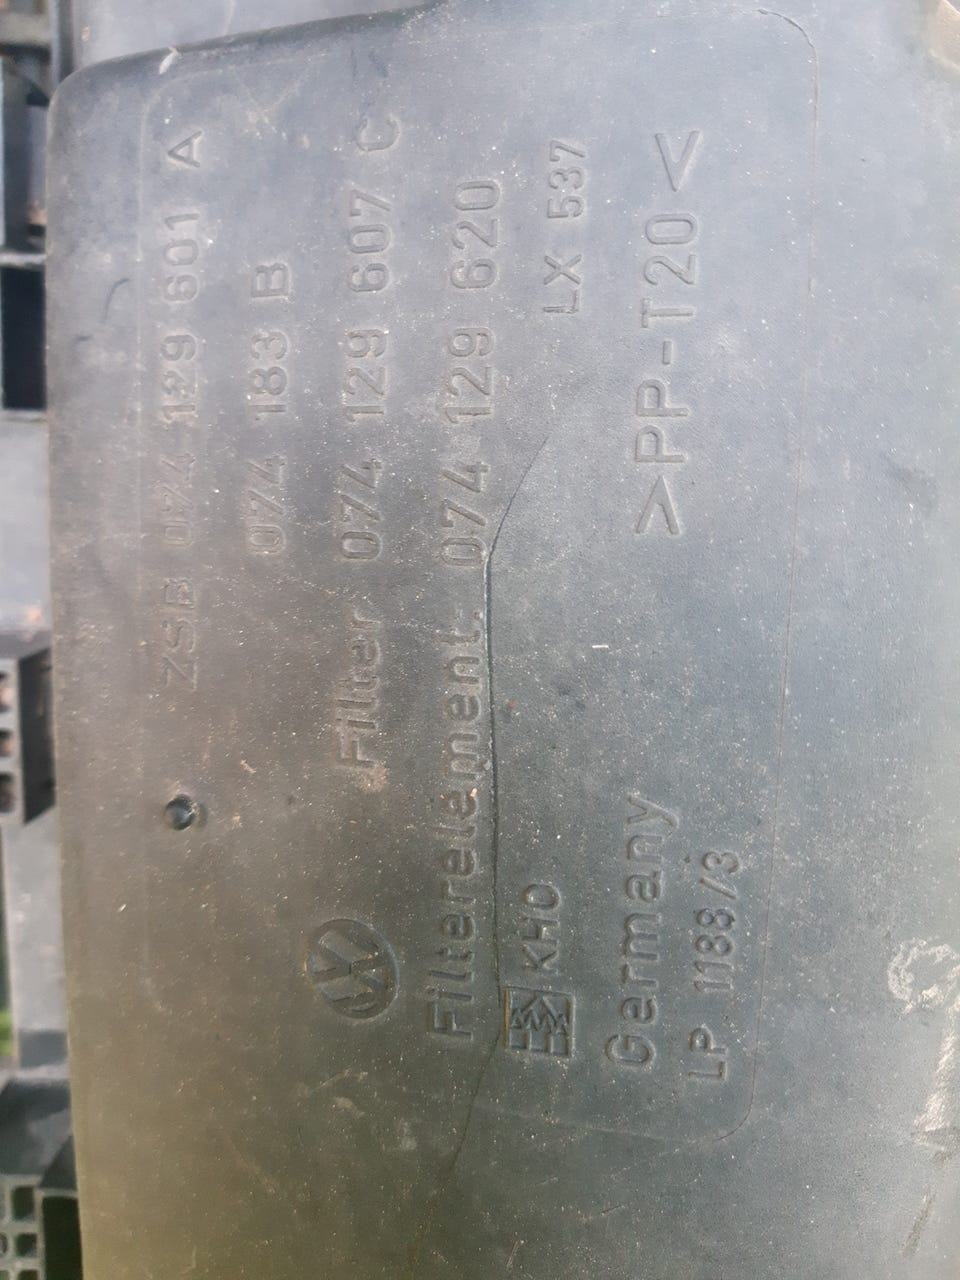 ZSB 074 129 601 A
074 183 B
Filter 074 129 607 C
Filterelement: 074 129 620
KHO LX 537
Germany >PP-T20<
LP 1188/3